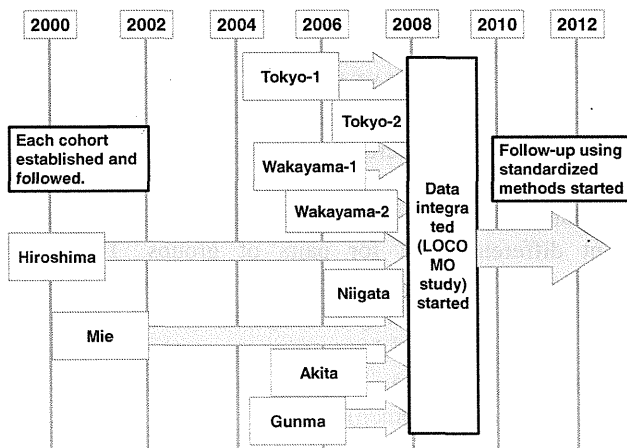 2000 2002 2004 2006 2008 2010 2012
Tokyo-1
Tokyo-2
Each cohort
established and
followed.
Wakayama-1
Wakayama-2
Hiroshima
Niigata
Mie
Akita
Gunma
Data
integra
ted
(LOCO
MO
study)
started
Follow-up using
standardized
methods started